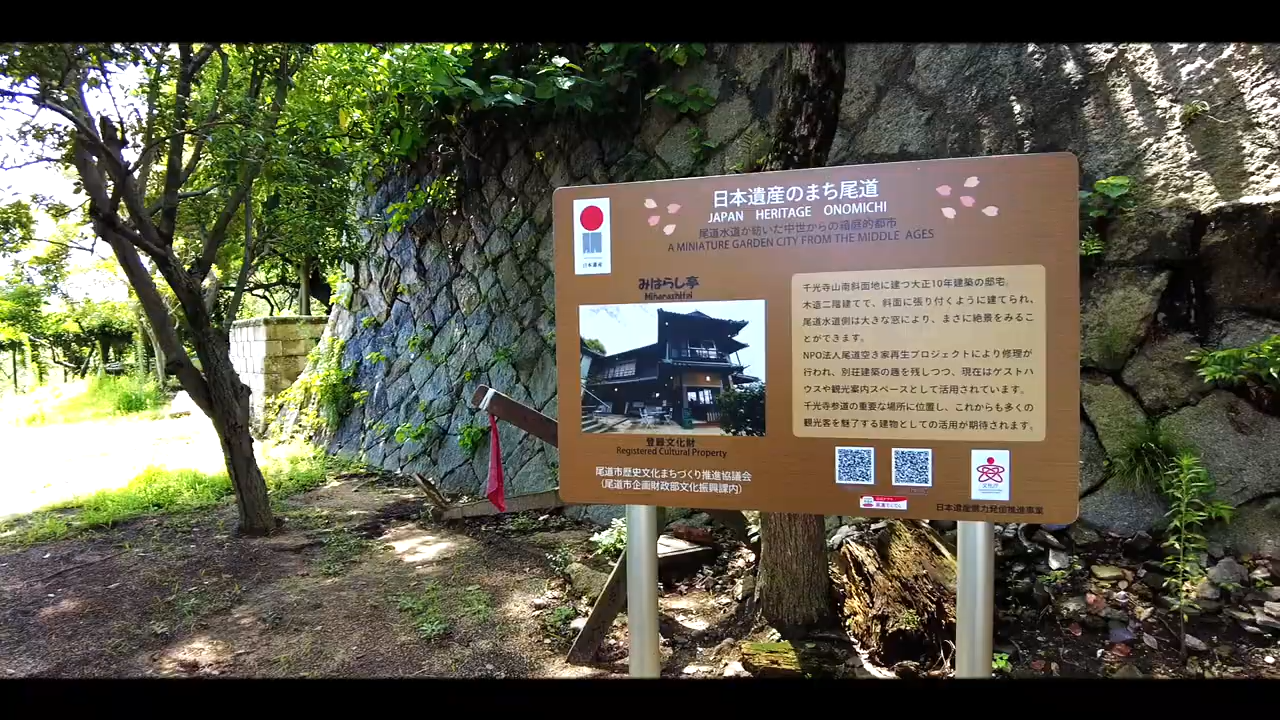 日本遺産のまち尾道
JAPAN HERITAGE ONOMICHI
尾道水道が紡いだ中世からの箱庭的都市
A MINIATURE GARDEN CITY FROM THE MIDDLE AGES
日本遺産
みはらし亭
Miharashitei
登録文化財
Registered Cultural Property
尾道市歴史文化まちづくり推進協議会
(尾道市企画財政部文化振興課内)
千光寺山南斜面地に建つ大正10年建築の邸宅。
木造二階建てで、斜面に張り付くように建てられ、
尾道水道側は大きな窓により、まさに絶景をみるこ
とができます。
NPO法人尾道空き家再生プロジェクトにより修理が
行われ、別荘建築の趣を残しつつ、現在はゲストハ
ウスや観光案内スペースとして活用されています。
千光寺参道の重要な場所に位置し、これからも多くの
観光客を魅了する建物としての活用が期待されます。
文化庁
日本遺産魅力発信推進事業